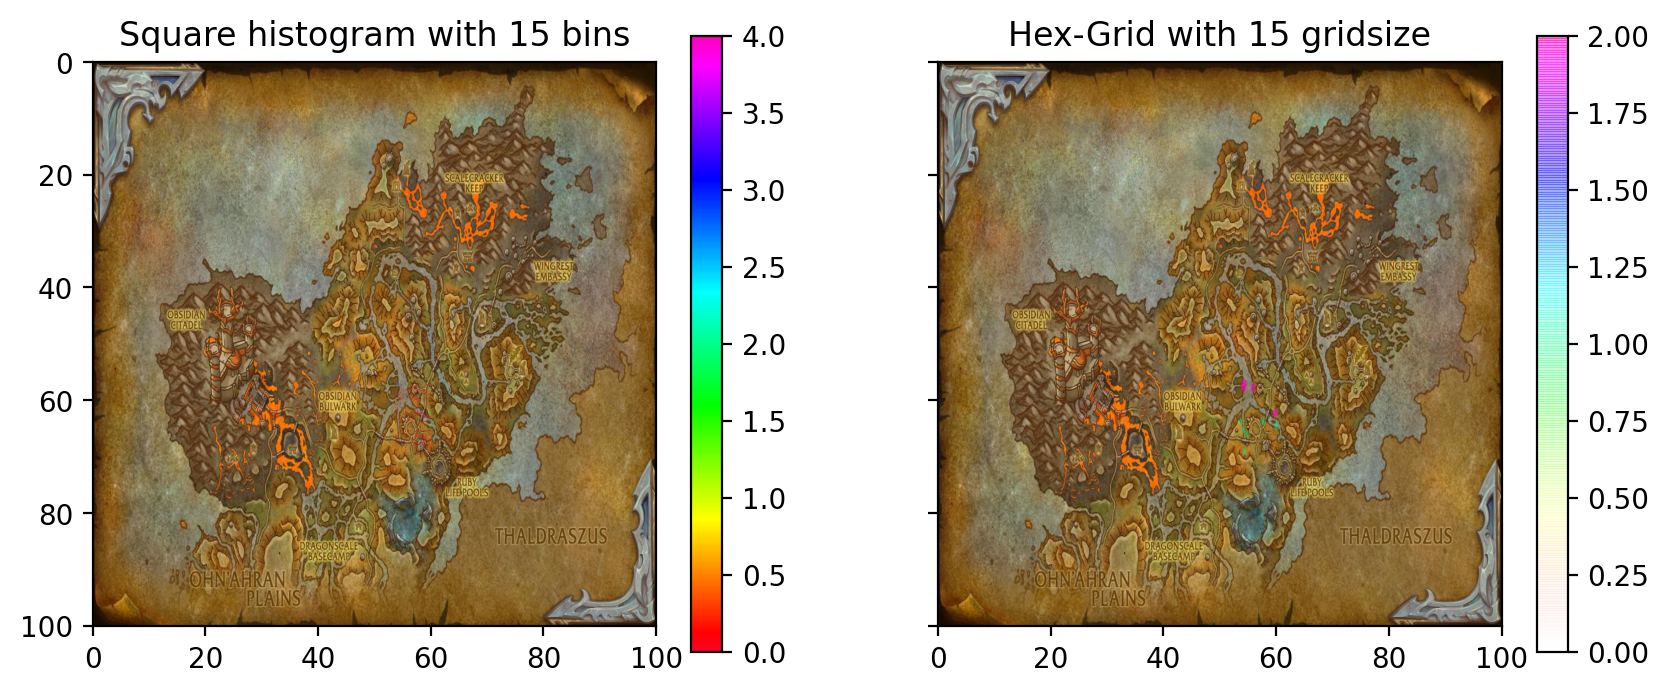 Square histogram with 15 bins
Hex-Grid with 15 gridsize
0
20
40
60
80
100
0
20
40
60
80
100
SCALECRACKER
KEEP
WINGREST
EMBASSY
OBSIDIAN
CITADEL
OBSIDIAN
BULWARK
RUBY
LIFEPOOLS
THALDRASZUS
DRAGONSCALE
BASECAMP
OHN'AHRAN
PLAINS
4.0
3.5
3.0
2.5
2.0
1.5
1.0
0.5
0.0
SCALECRACKER
KEEP
WINGREST
EMBASSY
OBSIDIAN
CITADEL
OBSIDIAN
BULWARK
RUBY
LIFEPOOLS
THALDRASZUS
DRAGONSCALE
BASECAMP
OHN'AHRAN
PLAINS
0
20
40
60
80
100
2.00
1.75
1.50
1.25
1.00
0.75
0.50
0.25
0.00